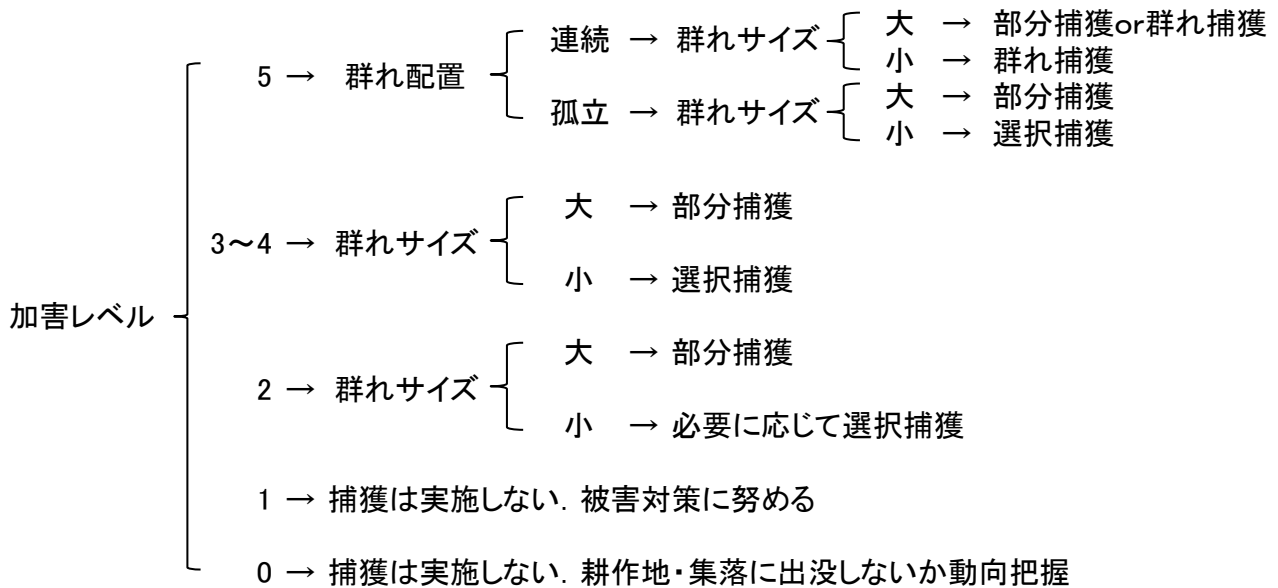 加害レベル
5 → 群れ配置
連続 → 群れサイズ
大 → 部分捕獲or群れ捕獲
小 → 群れ捕獲
孤立 → 群れサイズ
大 → 部分捕獲
小 → 選択捕獲
3～4 → 群れサイズ
大 → 部分捕獲
小 → 選択捕獲
2 → 群れサイズ
大 → 部分捕獲
小 → 必要に応じて選択捕獲
1 → 捕獲は実施しない．被害対策に努める
0 → 捕獲は実施しない．耕作地・集落に出没しないか動向把握